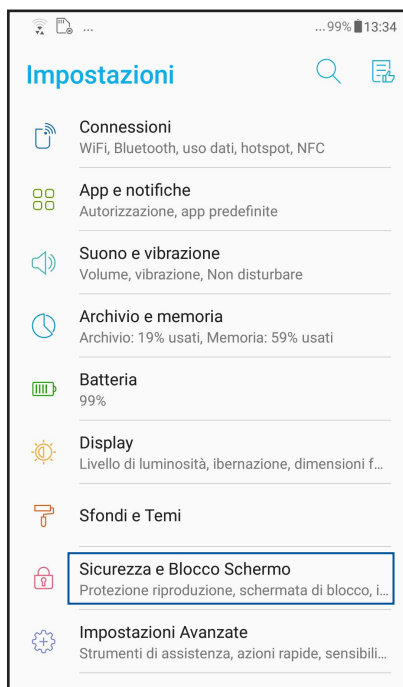 ... ...99% 13:34
Impostazioni
Connessioni
WiFi, Bluetooth, uso dati, hotspot, NFC
App e notifiche
Autorizzazione, app predefinite
Suono e vibrazione
Volume, vibrazione, Non disturbare
Archivio e memoria
Archivio: 19% usati, Memoria: 59% usati
Batteria
99%
Display
Livello di luminosità, ibernazione, dimensioni f...
Sfondi e Temi
Sicurezza e Blocco Schermo
Protezione riproduzione, schermata di blocco, i...
Impostazioni Avanzate
Strumenti di assistenza, azioni rapide, sensibili...